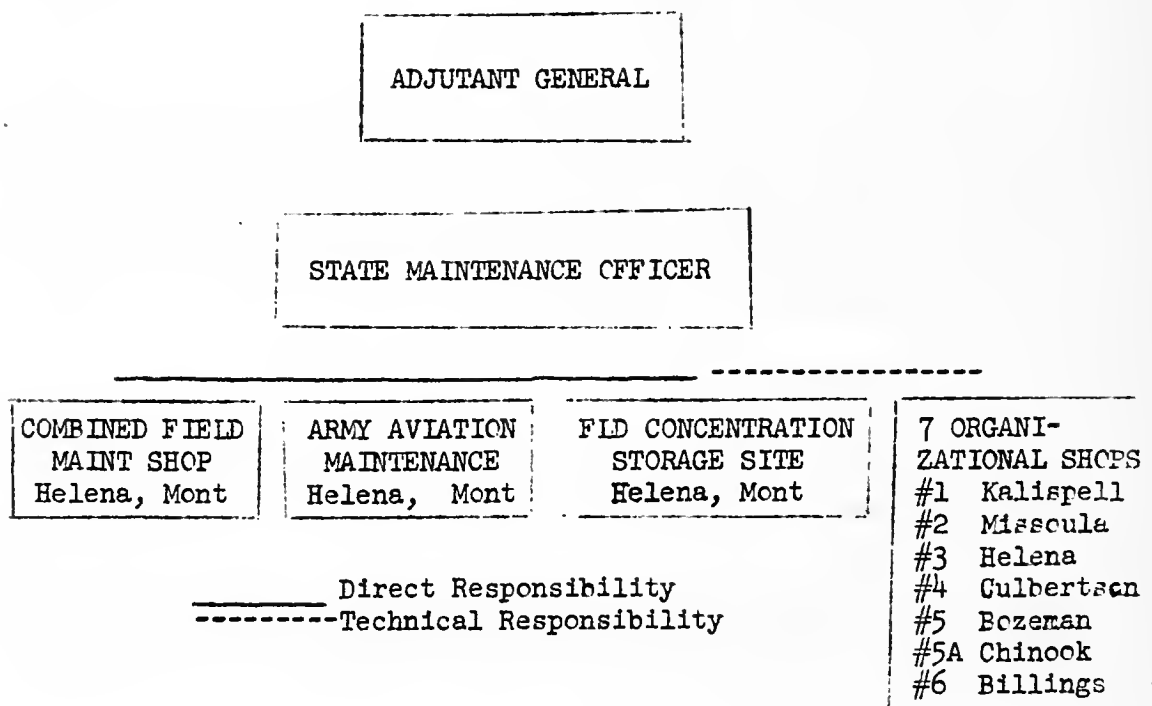 ADJUTANT GENERAL
STATE MAINTENANCE OFFICER
COMBINED FIELD
MAINT SHOP
Helena, Mont
ARMY AVIATION
MAINTENANCE
Helena, Mont
FLD CONCENTRATION
STORAGE SITE
Helena, Mont
7 ORGANI-
ZATIONAL SHOPS
#1 Kalispell
#2 Missoula
#3 Helena
#4 Culbertson
#5 Bozeman
#5A Chinook
#6 Billings
Direct Responsibility
Technical Responsibility